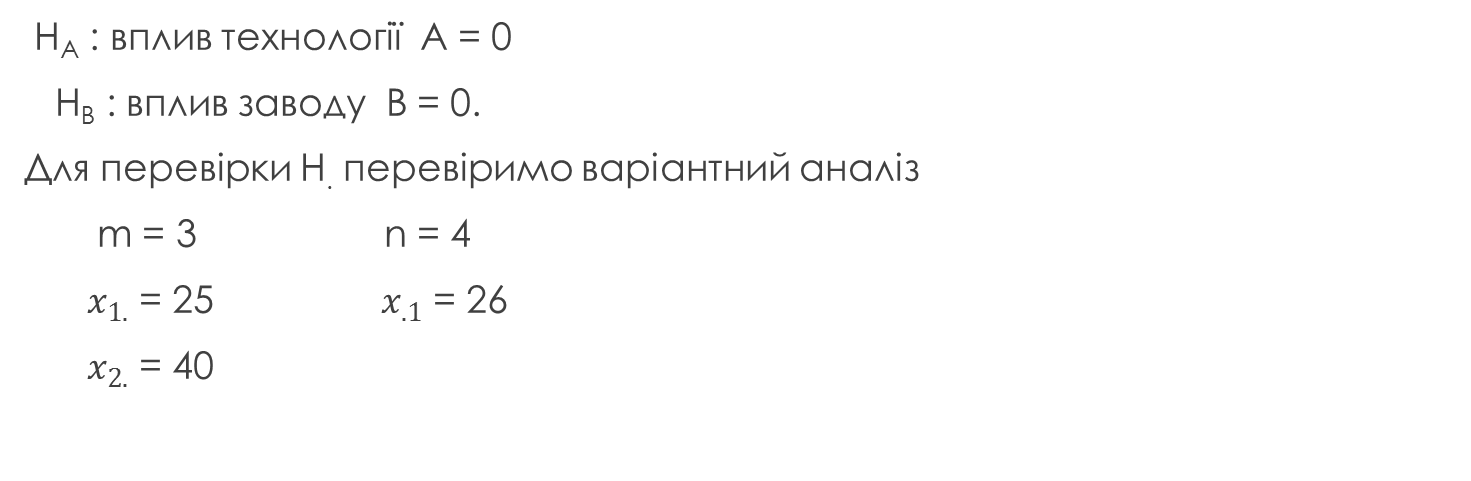 H_A : вплив технології A = 0
H_B : вплив заводу B = 0.
Для перевірки H. перевіримо варіантний аналіз
m = 3 n = 4
x_1. = 25 x_.1 = 26
x_2. = 40